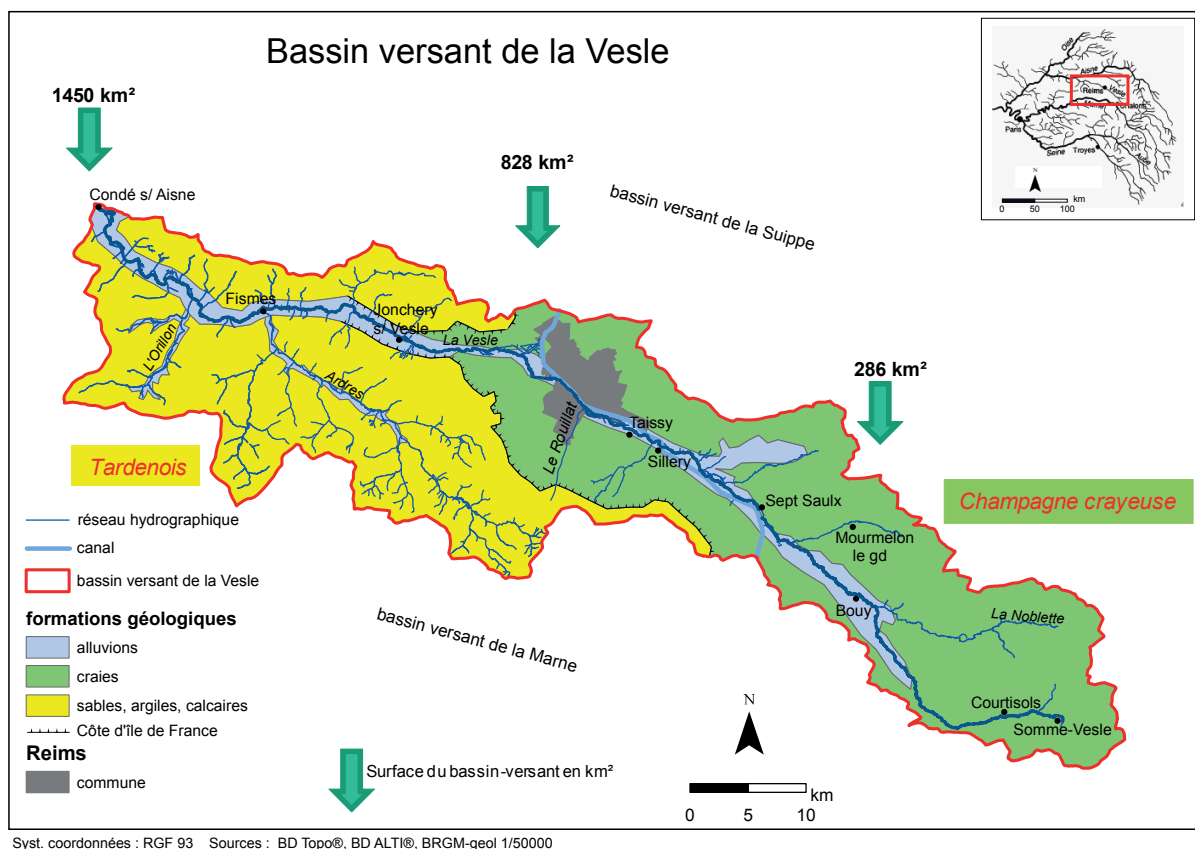 Bassin versant de la Vesle
1450 km²
828 km²
286 km²
bassin versant de la Suippe
Condé s/ Aisne
Fismes
Jonchery
s/ Vesle
La Vesle
L'Orillon
Ardres
Le Rouillat
Taissy
Sillery
Sept Saulx
Mourmelon
le gd
Bouy
La Noblette
Courtisols
Somme-Vesle
Tardenois
Champagne crayeuse
bassin versant de la Marne
réseau hydrographique
canal
bassin versant de la Vesle
formations géologiques
alluvions
craies
sables, argiles, calcaires
Côte d'île de France
Reims
commune
Surface du bassin-versant en km²
N
km
0 5 10
Oise
Aisne
Reims
Vesle
Marne
Chalons
Paris
Seine
Troyes
Aube
N
km
0 50 100
Syst. coordonnées : RGF 93 Sources : BD Topo®, BD ALTI®, BRGM-geol 1/50000